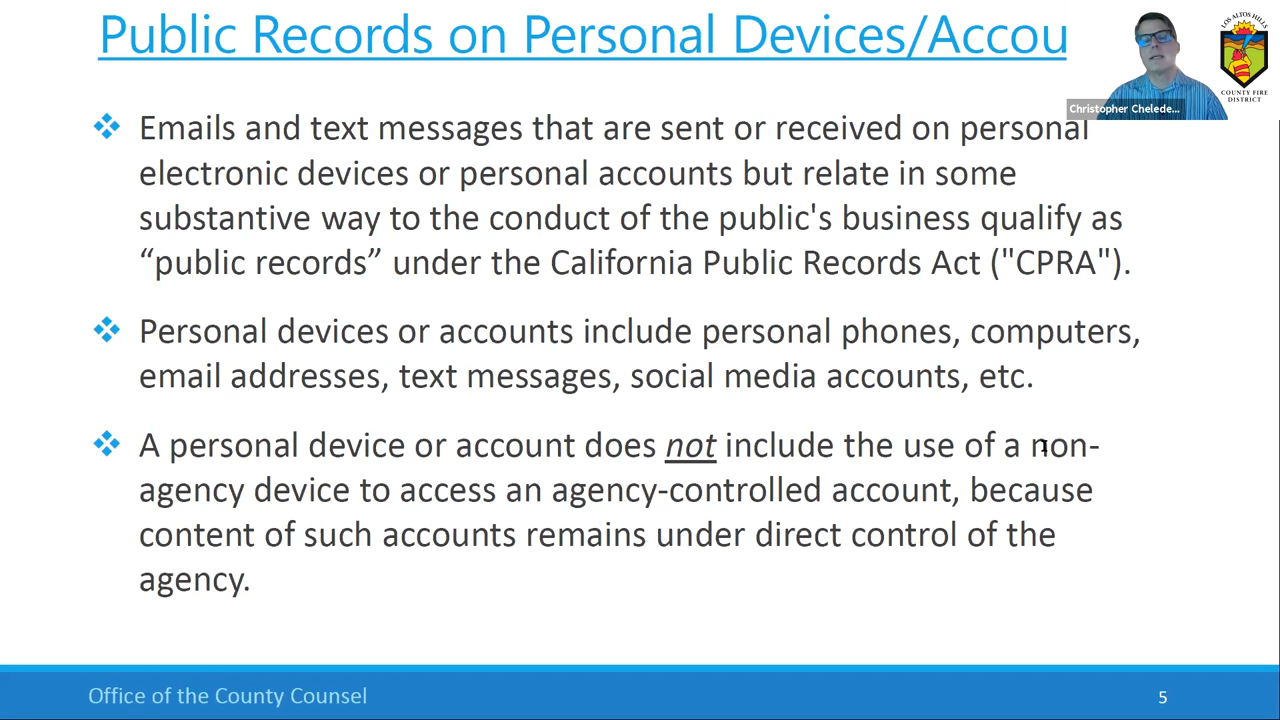 Public Records on Personal Devices/Accou
LOS ALTOS HILLS
COUNTY FIRE
DISTRICT
Christopher Chelede...
❖ Emails and text messages that are sent or received on personal
electronic devices or personal accounts but relate in some
substantive way to the conduct of the public's business qualify as
“public records” under the California Public Records Act ("CPRA").
❖ Personal devices or accounts include personal phones, computers,
email addresses, text messages, social media accounts, etc.
❖ A personal device or account does not include the use of a non-
agency device to access an agency-controlled account, because
content of such accounts remains under direct control of the
agency.
Office of the County Counsel
5